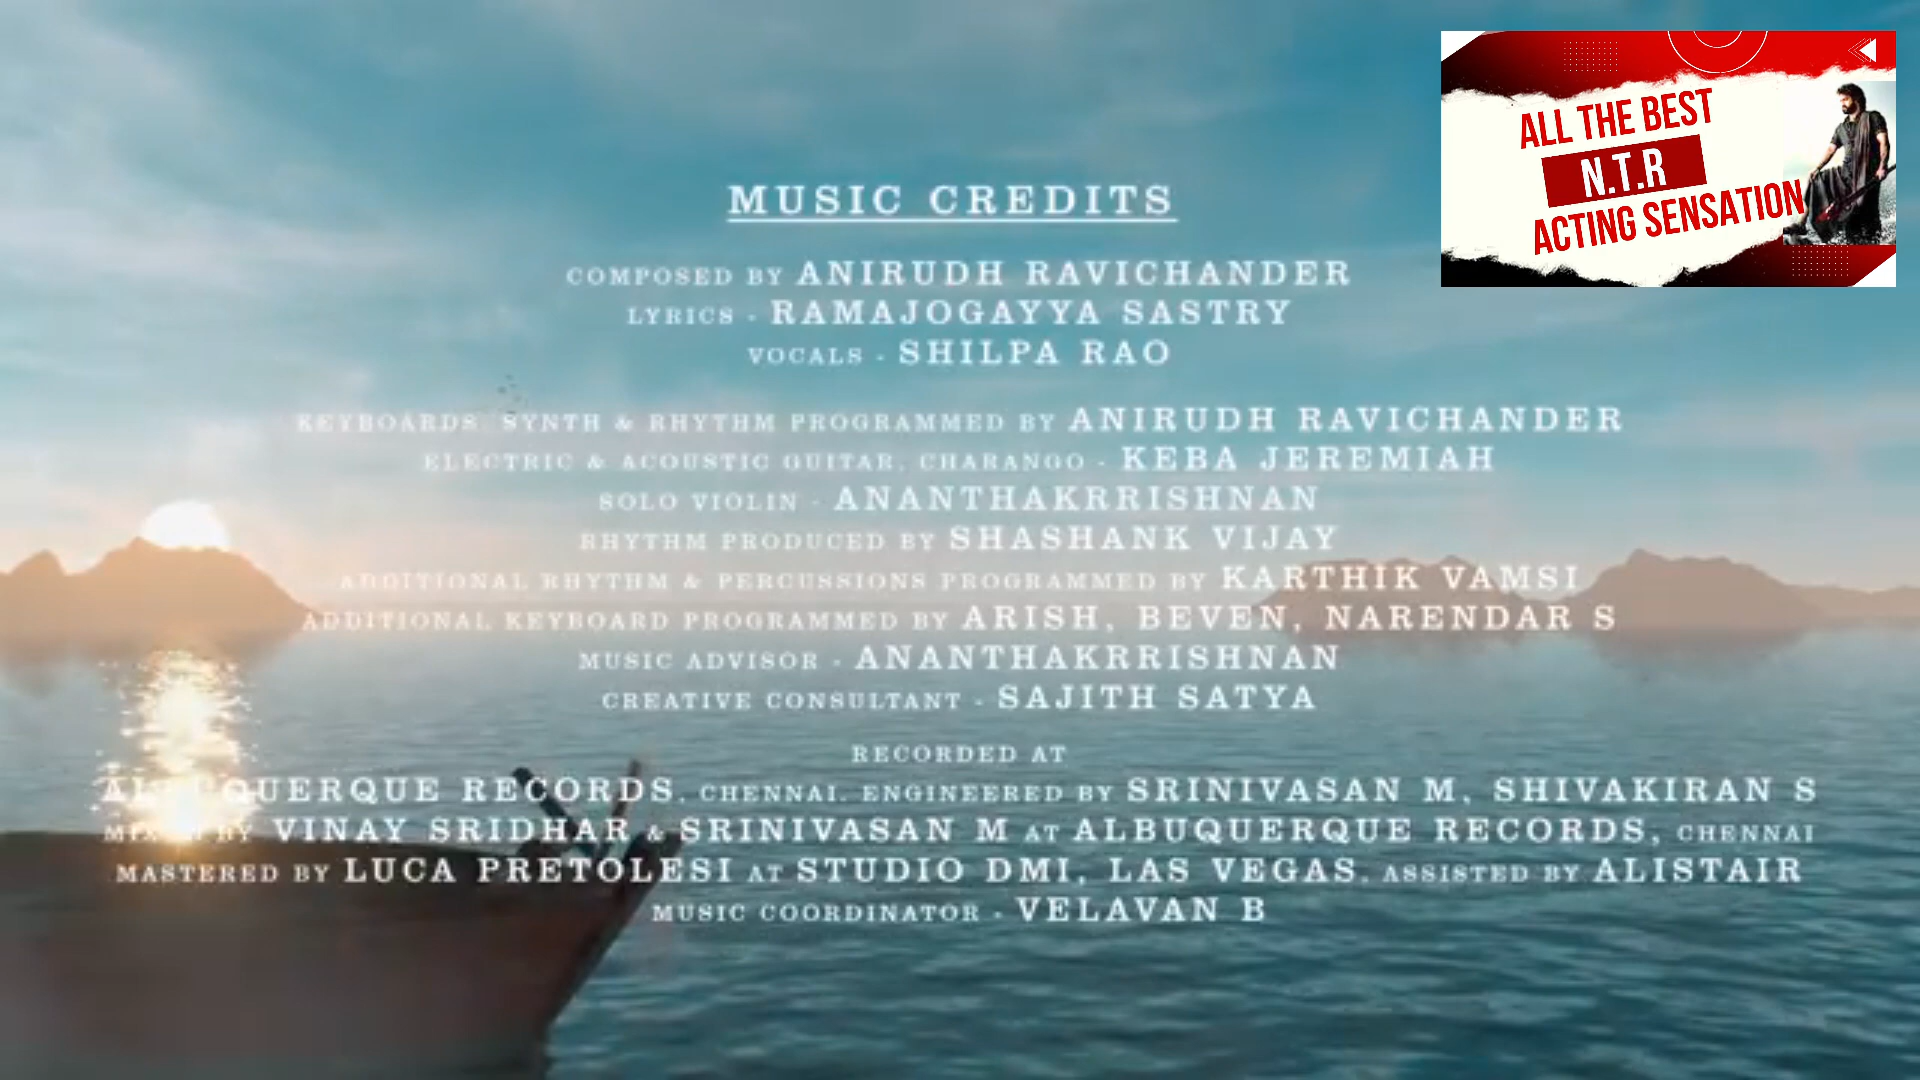 MUSIC CREDITS
COMPOSED BY ANIRUDH RAVICHANDER
LYRICS - RAMAJOGAYYA SASTRY
VOCALS - SHILPA RAO
KEYBOARDS, SYNTH & RHYTHM PROGRAMMED BY ANIRUDH RAVICHANDER
ELECTRIC & ACOUSTIC GUITAR, CHARANGO - KEBA JEREMIAH
SOLO VIOLIN - ANANTHAKRRISHNAN
RHYTHM PRODUCED BY SHASHANK VIJAY
ADDITIONAL RHYTHM & PERCUSSIONS PROGRAMMED BY KARTHIK VAMSI
ADDITIONAL KEYBOARD PROGRAMMED BY ARISH, BEVEN, NARENDAR S
MUSIC ADVISOR - ANANTHAKRRISHNAN
CREATIVE CONSULTANT - SAJITH SATYA
RECORDED AT
ALBUQUERQUE RECORDS, CHENNAI. ENGINEERED BY SRINIVASAN M, SHIVAKIRAN S
MIXED BY VINAY SRIDHAR & SRINIVASAN M AT ALBUQUERQUE RECORDS, CHENNAI
MASTERED BY LUCA PRETOLESI AT STUDIO DMI, LAS VEGAS. ASSISTED BY ALISTAIR
MUSIC COORDINATOR - VELAVAN B
ALL THE BEST
N.T.R
ACTING SENSATION